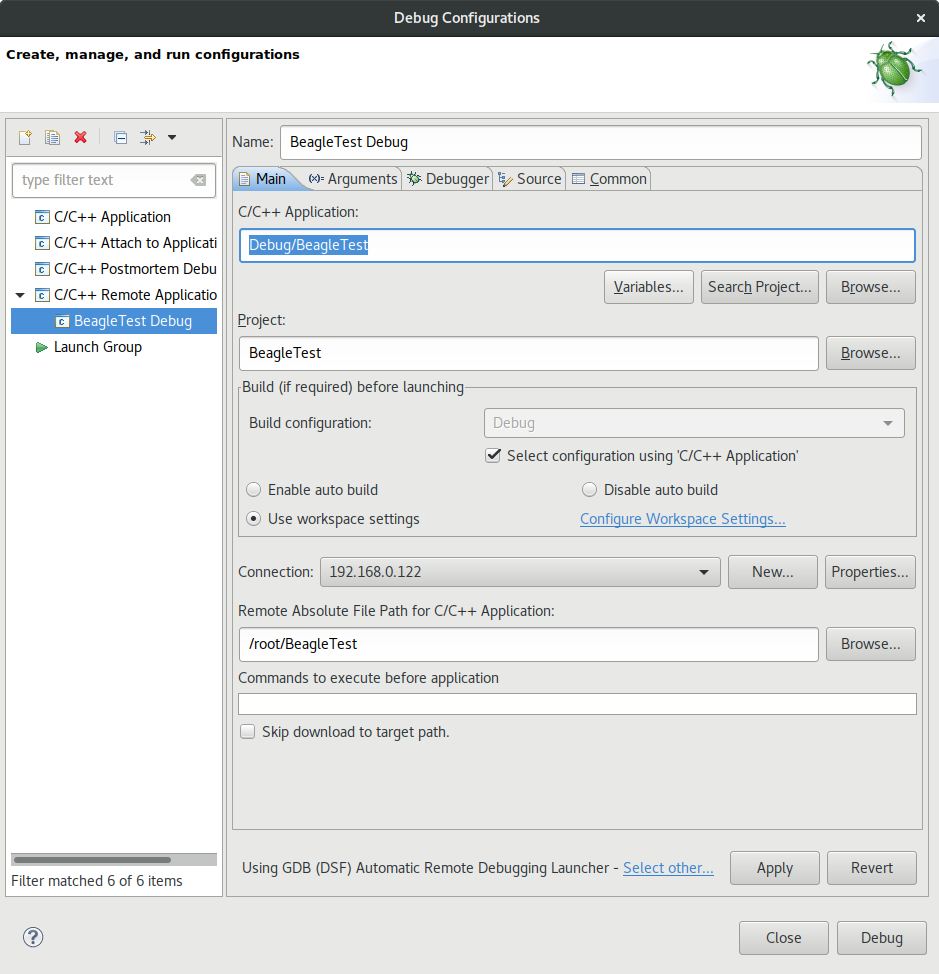 Debug Configurations
Create, manage, and run configurations
type filter text
C/C++ Application
C/C++ Attach to Applicati
C/C++ Postmortem Debu
C/C++ Remote Applicatio
BeagleTest Debug
Launch Group
Filter matched 6 of 6 items
Name: BeagleTest Debug
Main (x)= Arguments Debugger Source Common
C/C++ Application:
Debug/BeagleTest
Variables... Search Project... Browse...
Project:
BeagleTest Browse...
Build (if required) before launching
Build configuration: Debug
Select configuration using 'C/C++ Application'
Enable auto build Disable auto build
Use workspace settings Configure Workspace Settings...
Connection: 192.168.0.122 New... Properties...
Remote Absolute File Path for C/C++ Application:
/root/BeagleTest Browse...
Commands to execute before application
Skip download to target path.
Using GDB (DSF) Automatic Remote Debugging Launcher - Select other... Apply Revert
? Close Debug